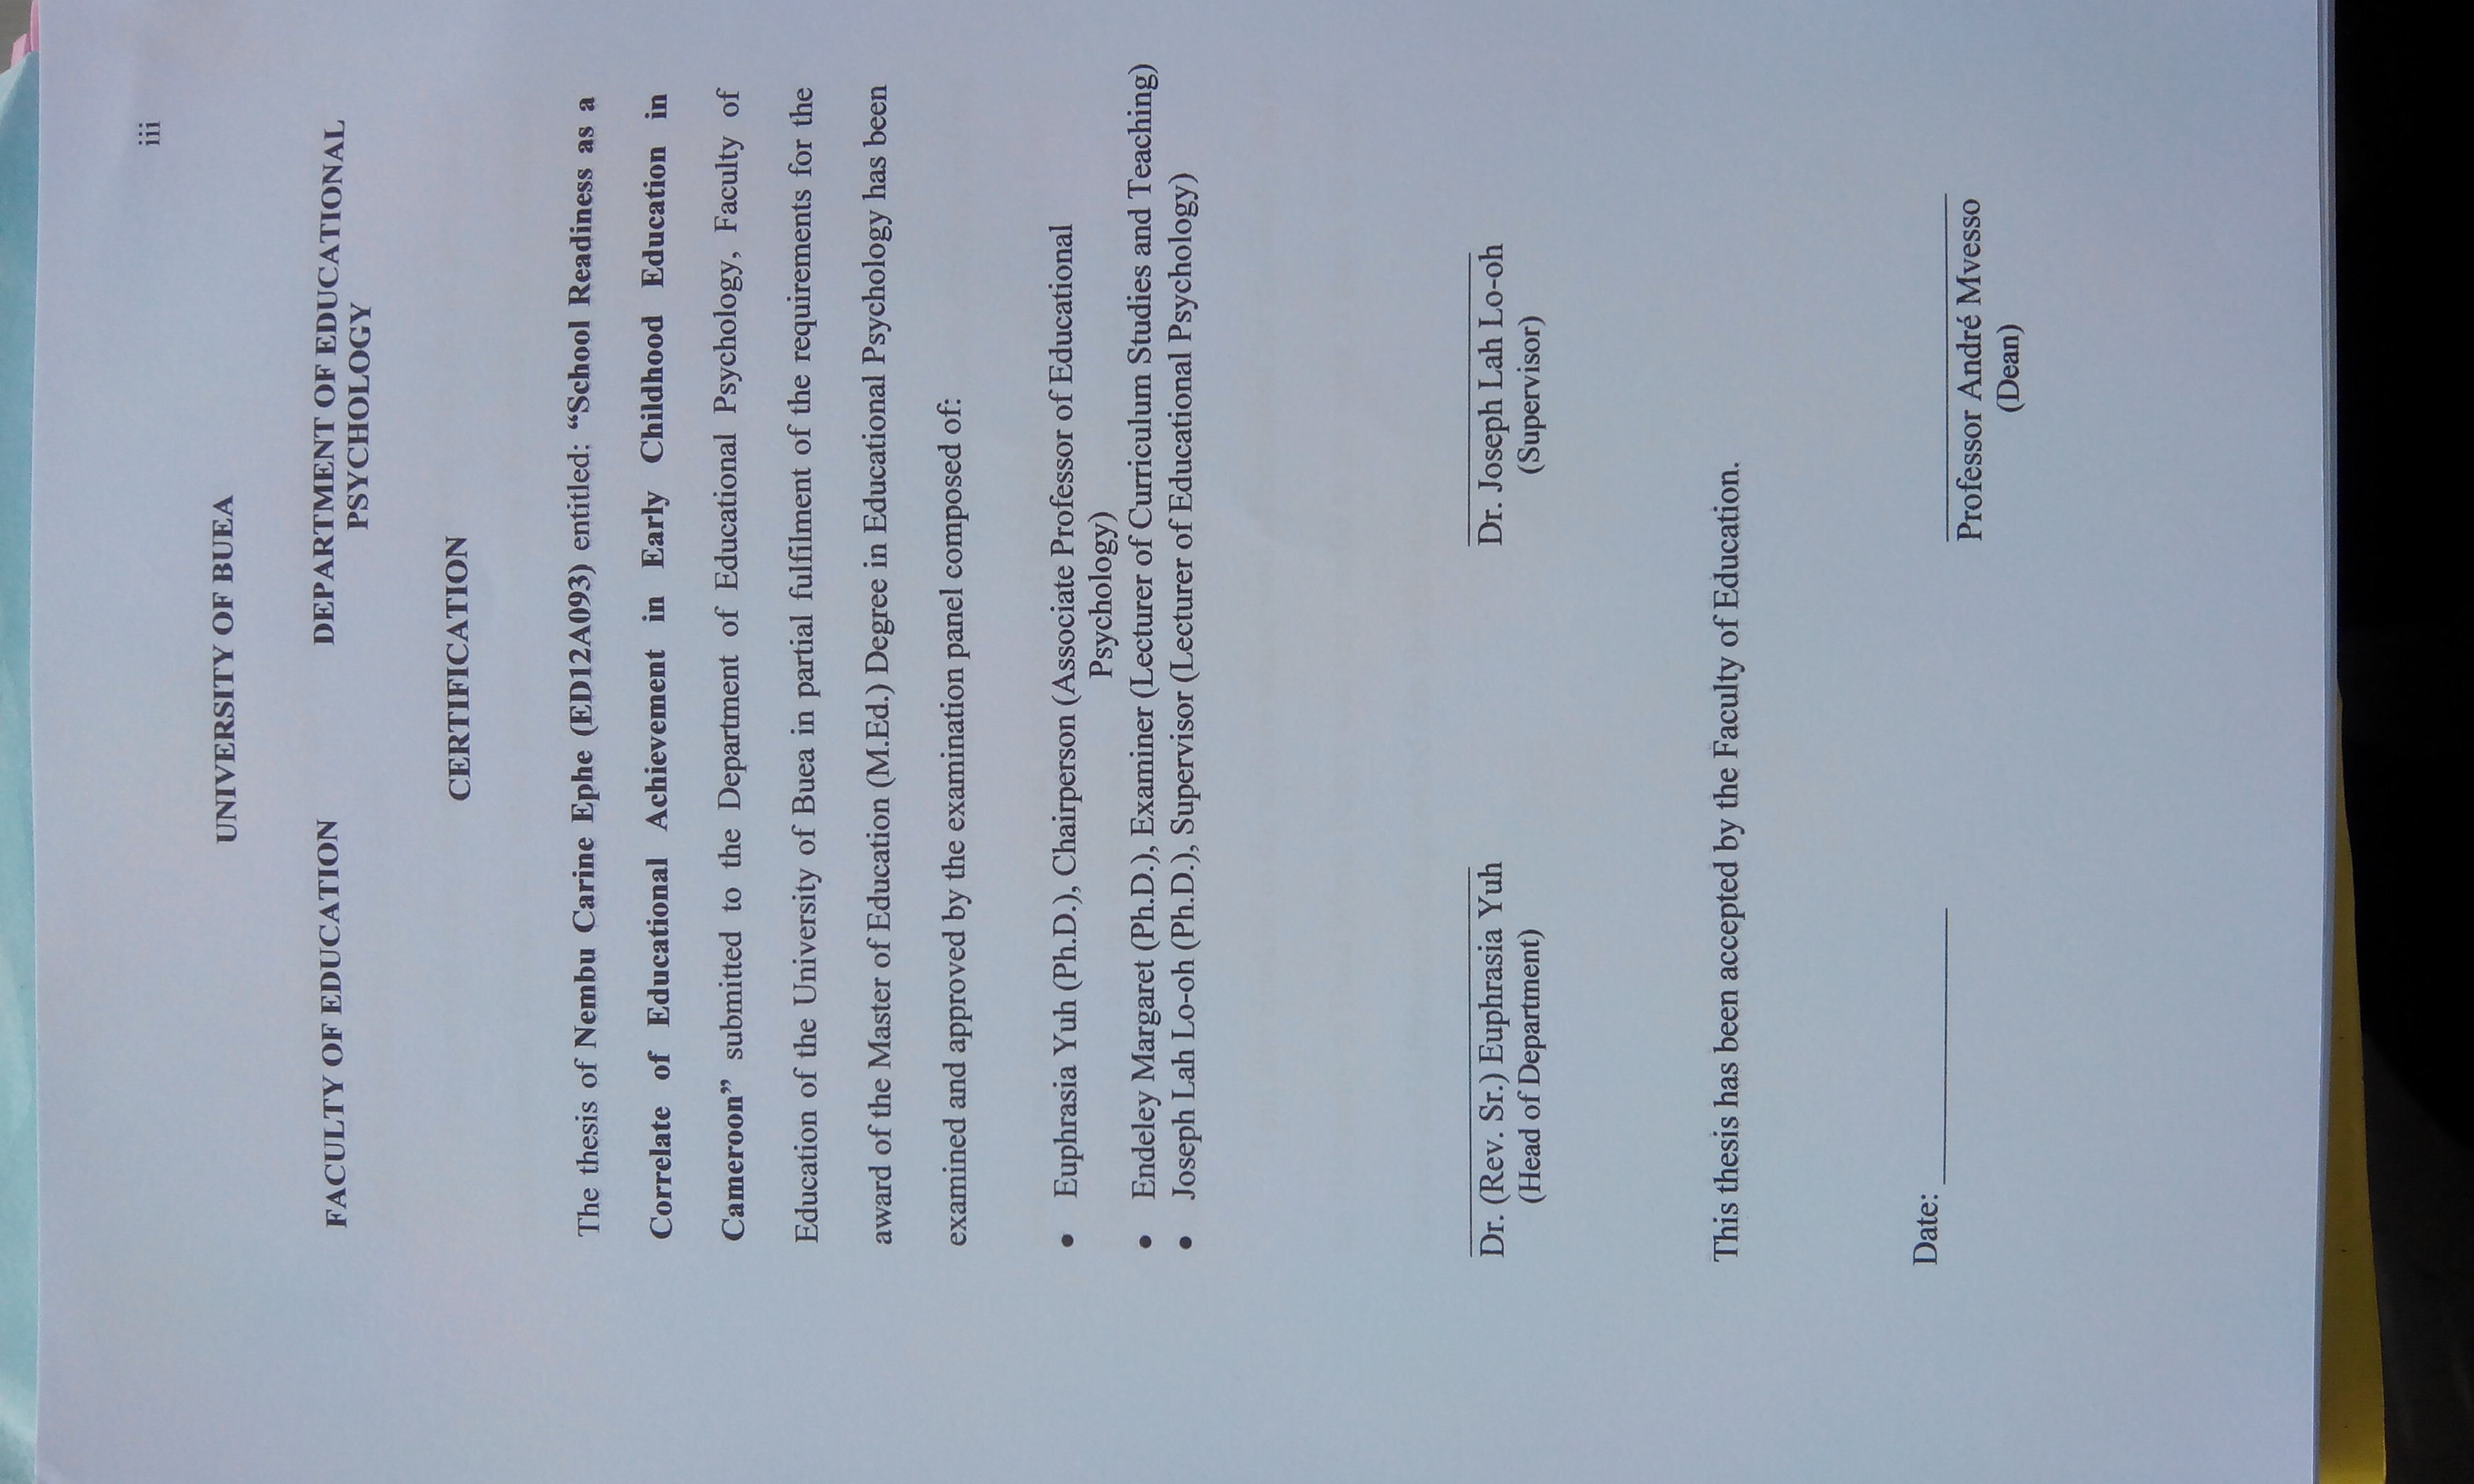 iii
UNIVERSITY OF BUEA
FACULTY OF EDUCATION DEPARTMENT OF EDUCATIONAL
PSYCHOLOGY
CERTIFICATION
The thesis of Nembu Carine Ephe (ED12A093) entitled: “School Readiness as a
Correlate of Educational Achievement in Early Childhood Education in
Cameroon” submitted to the Department of Educational Psychology, Faculty of
Education of the University of Buea in partial fulfilment of the requirements for the
award of the Master of Education (M.Ed.) Degree in Educational Psychology has been
examined and approved by the examination panel composed of:
• Euphrasia Yuh (Ph.D.), Chairperson (Associate Professor of Educational
Psychology)
• Endeley Margaret (Ph.D.), Examiner (Lecturer of Curriculum Studies and Teaching)
• Joseph Lah Lo-oh (Ph.D.), Supervisor (Lecturer of Educational Psychology)
Dr. (Rev. Sr.) Euphrasia Yuh Dr. Joseph Lah Lo-oh
(Head of Department) (Supervisor)
This thesis has been accepted by the Faculty of Education.
Date: ____________
Professor André Mvesso
(Dean)